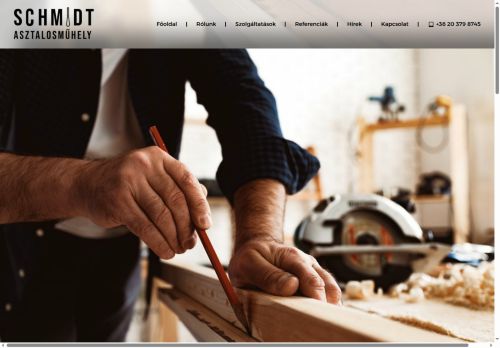 SCHMIDT
ASZTALOSMŰHELY
Főoldal | Rólunk | Szolgáltatások | Referenciák | Hírek | Kapcsolat | +36 20 379 8745